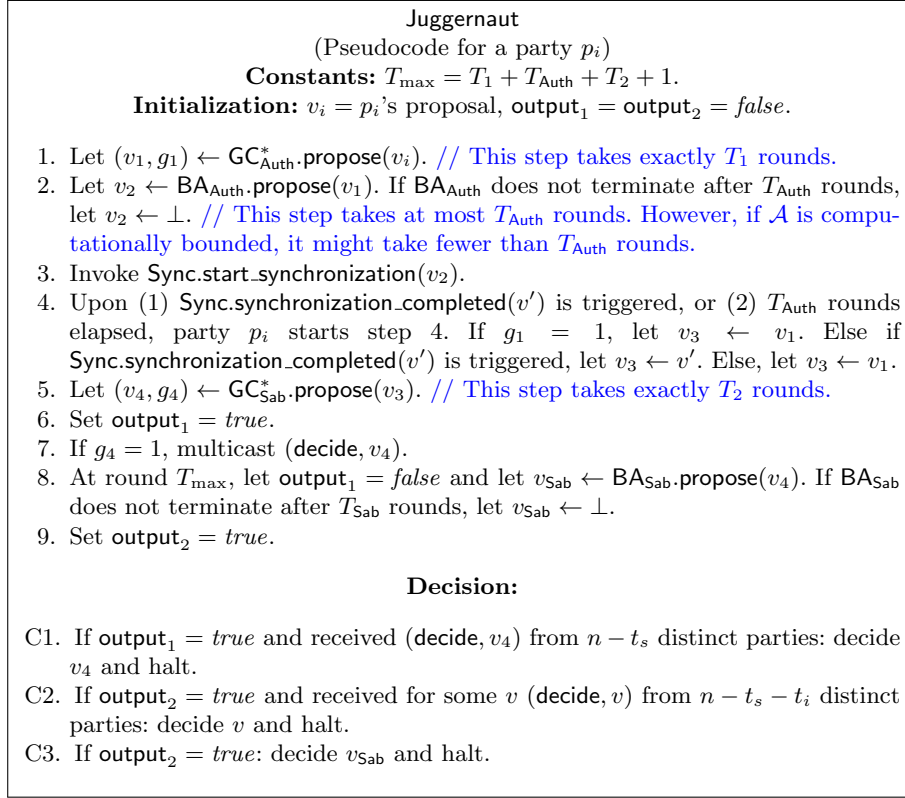 Juggernaut
(Pseudocode for a party p_i)
Constants: T_max = T_1 + T_Auth + T_2 + 1.
Initialization: v_i = p_i's proposal, output_1 = output_2 = false.
1. Let (v_1, g_1) ← GC*_Auth.propose(v_i). // This step takes exactly T_1 rounds.
2. Let v_2 ← BA_Auth.propose(v_1). If BA_Auth does not terminate after T_Auth rounds,
let v_2 ← ⊥. // This step takes at most T_Auth rounds. However, if 𝒜 is compu-
tationally bounded, it might take fewer than T_Auth rounds.
3. Invoke Sync.start_synchronization(v_2).
4. Upon (1) Sync.synchronization_completed(v′) is triggered, or (2) T_Auth rounds
elapsed, party p_i starts step 4. If g_1 = 1, let v_3 ← v_1. Else if
Sync.synchronization_completed(v′) is triggered, let v_3 ← v′. Else, let v_3 ← v_1.
5. Let (v_4, g_4) ← GC*_Sab.propose(v_3). // This step takes exactly T_2 rounds.
6. Set output_1 = true.
7. If g_4 = 1, multicast (decide, v_4).
8. At round T_max, let output_1 = false and let v_Sab ← BA_Sab.propose(v_4). If BA_Sab
does not terminate after T_Sab rounds, let v_Sab ← ⊥.
9. Set output_2 = true.
Decision:
C1. If output_1 = true and received (decide, v_4) from n − t_s distinct parties: decide
v_4 and halt.
C2. If output_2 = true and received for some v (decide, v) from n − t_s − t_i distinct
parties: decide v and halt.
C3. If output_2 = true: decide v_Sab and halt.